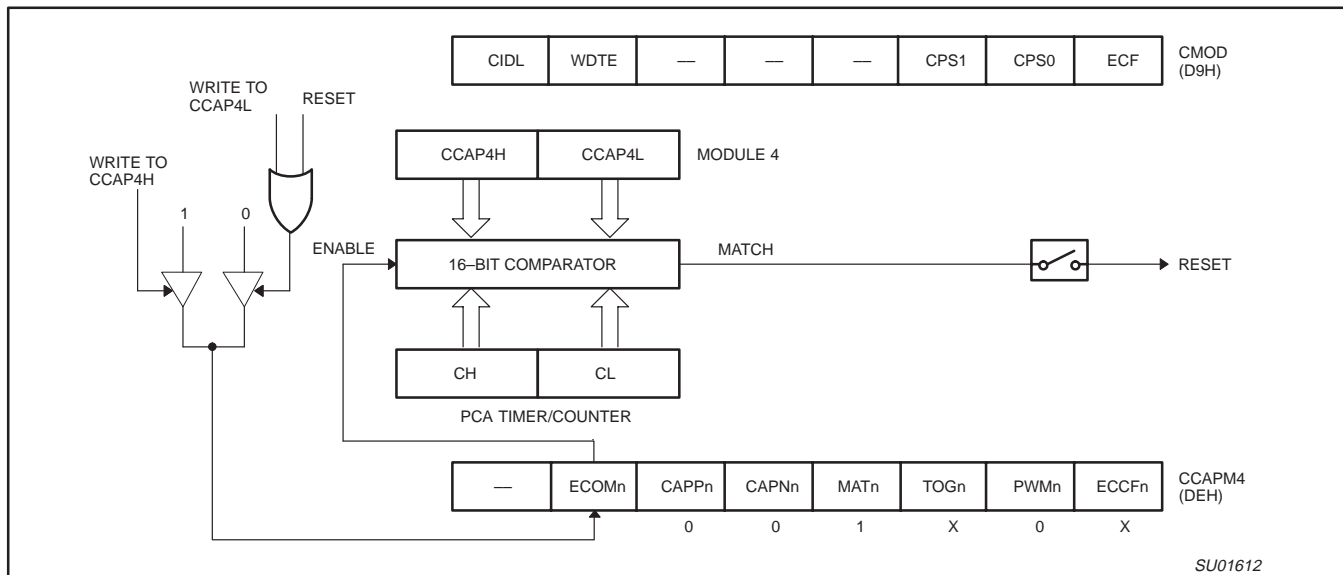 CIDL WDTE — — — CPS1 CPS0 ECF CMOD
(D9H)
WRITE TO
CCAP4L RESET
CCAP4H CCAP4L MODULE 4
WRITE TO
CCAP4H
1 0
ENABLE 16–BIT COMPARATOR MATCH RESET
CH CL
PCA TIMER/COUNTER
— ECOMn CAPPn CAPNn MATn TOGn PWMn ECCFn CCAPM4
(DEH)
0 0 1 X 0 X
SU01612